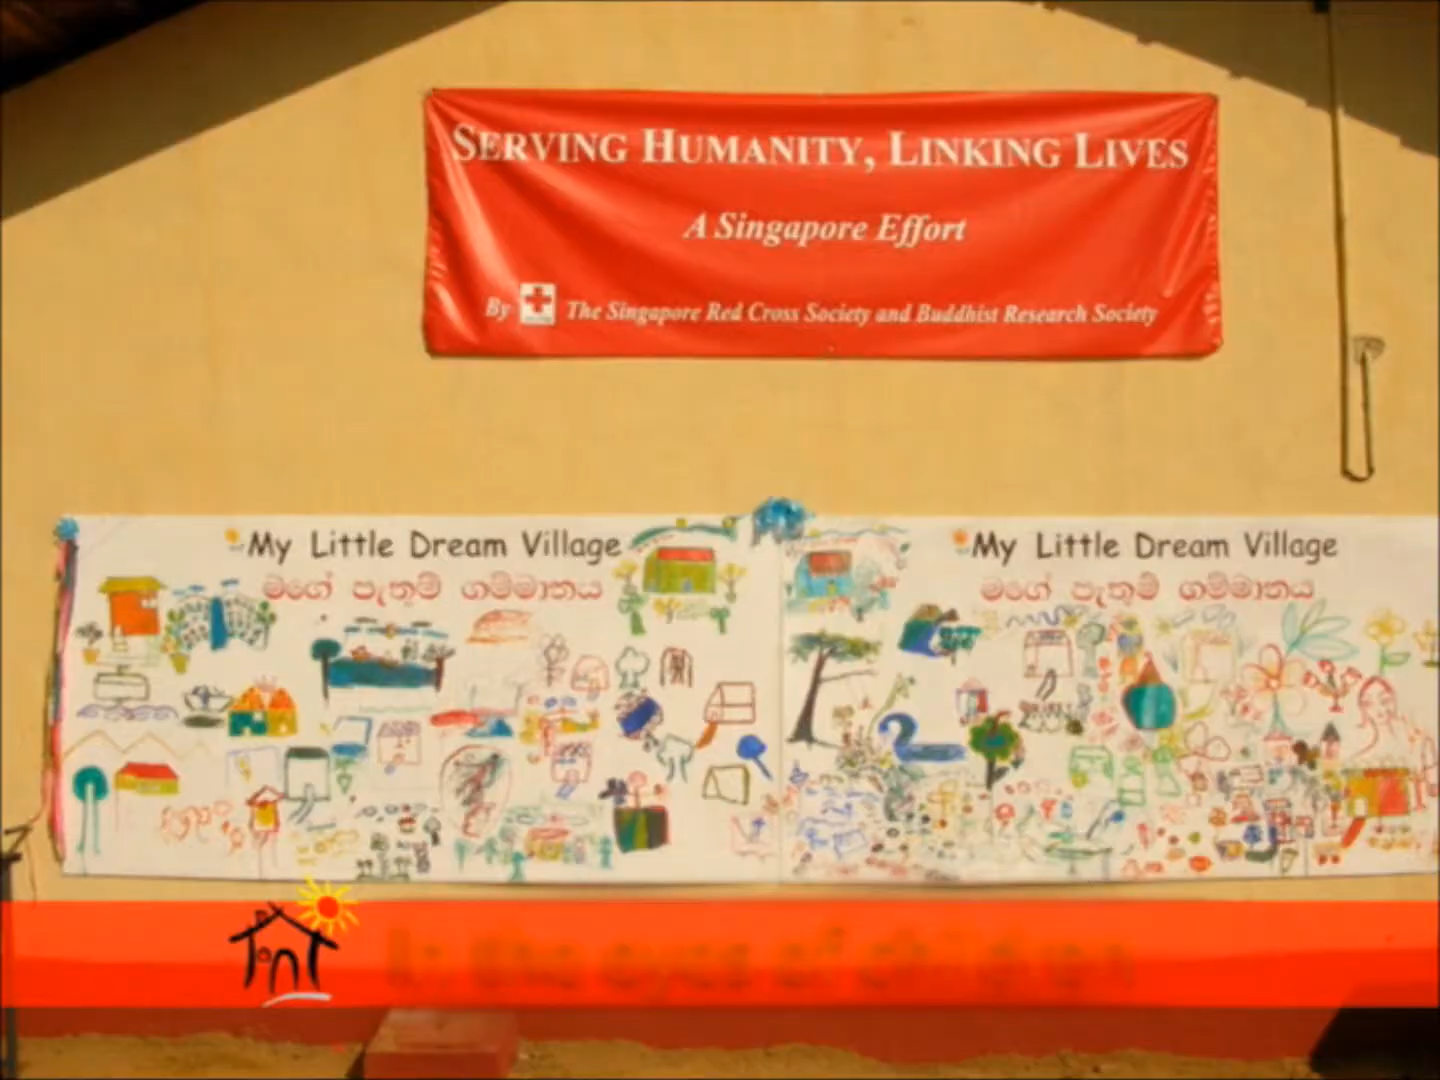 SERVING HUMANITY, LINKING LIVES
A Singapore Effort
By The Singapore Red Cross Society and Buddhist Research Society
My Little Dream Village
මගේ පැතුම් ගම්මානය
My Little Dream Village
මගේ පැතුම් ගම්මානය